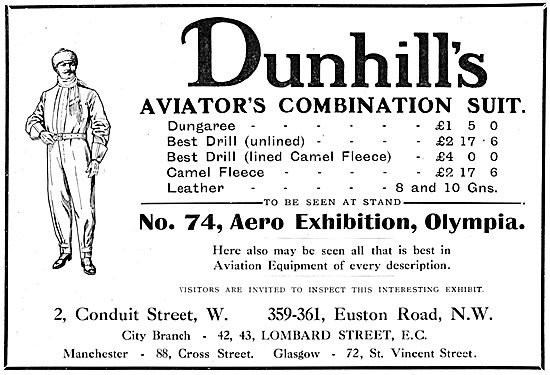 Dunhill's
AVIATOR'S COMBINATION SUIT.
Dungaree - - - - - - £1 5 0
Best Drill (unlined) - - - - £2 17 6
Best Drill (lined Camel Fleece) - £4 0 0
Camel Fleece - - - - - £2 17 6
Leather - - - - 8 and 10 Gns.
TO BE SEEN AT STAND
No. 74, Aero Exhibition, Olympia.
Here also may be seen all that is best in
Aviation Equipment of every description.
VISITORS ARE INVITED TO INSPECT THIS INTERESTING EXHIBIT.
2, Conduit Street, W. 359-361, Euston Road, N.W.
City Branch - 42, 43, LOMBARD STREET, E.C.
Manchester - 88, Cross Street. Glasgow - 72, St. Vincent Street.